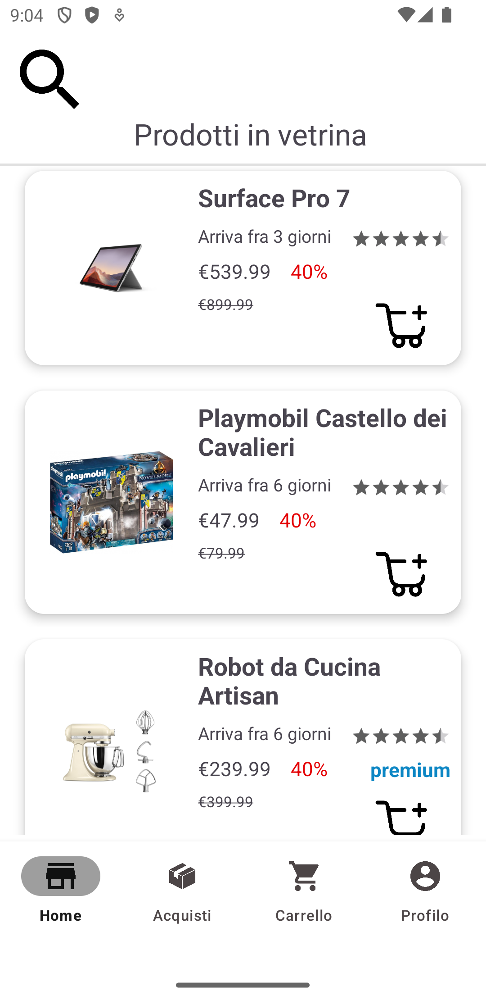 9:04
Prodotti in vetrina
Surface Pro 7
Arriva fra 3 giorni
€539.99 40%
€899.99
Playmobil Castello dei
Cavalieri
playmobil
NOVELMORE
70222
5-10
Arriva fra 6 giorni
€47.99 40%
€79.99
Robot da Cucina
Artisan
Arriva fra 6 giorni
€239.99 40% premium
€399.99
Home Acquisti Carrello Profilo